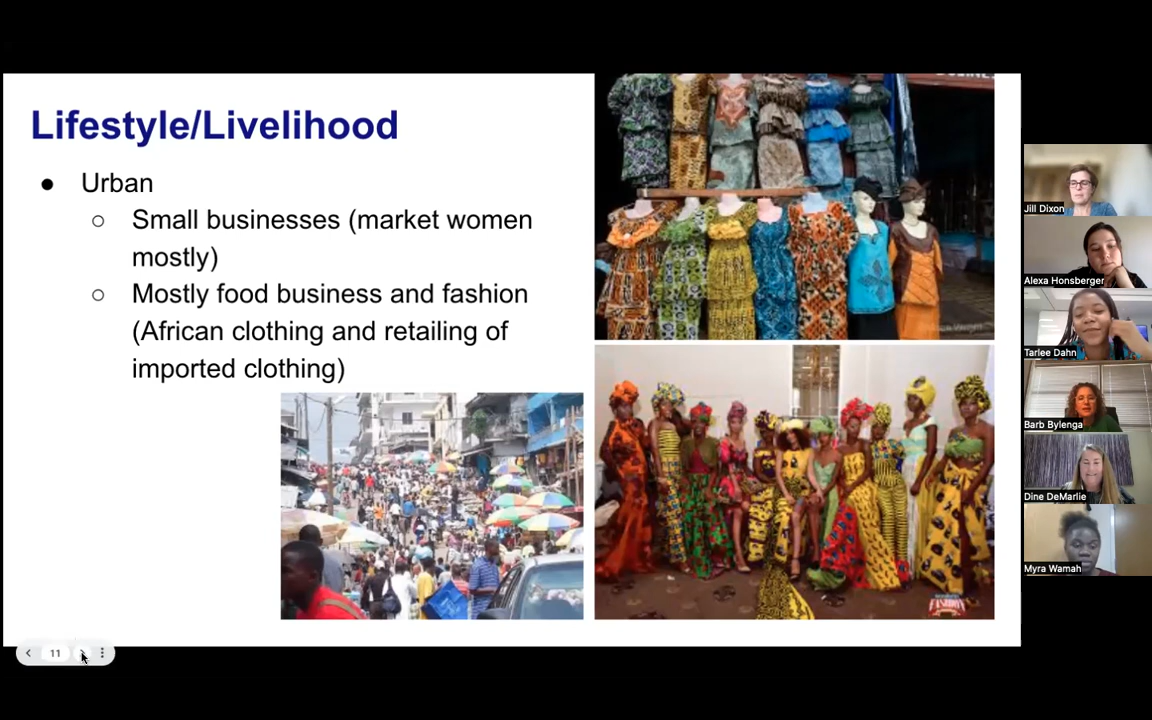 Lifestyle/Livelihood
● Urban
○ Small businesses (market women
mostly)
○ Mostly food business and fashion
(African clothing and retailing of
imported clothing)
FASHION
11
Jill Dixon
Alexa Honsberger
Tarlee Dahn
Barb Bylenga
Dine DeMarlie
Myra Wamah